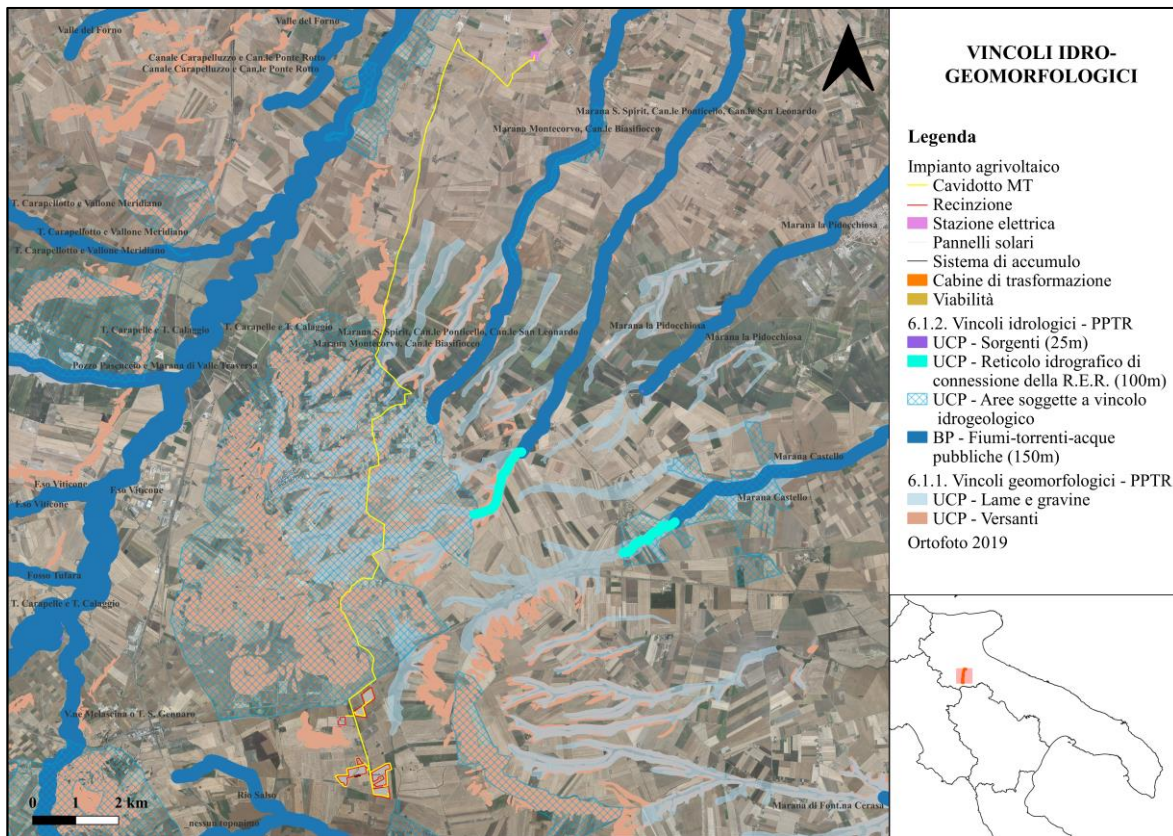 Valle del Forno
Valle del Forno
Canale Carapelluzzo e Can.le Ponte Rotto
Canale Carapelluzzo e Can.le Ponte Rotto
Marana S. Spirit, Can.le Ponticello, Can.le San Leonardo
Marana Montecorvo, Can.le Biasifiocco
T. Carapellotto e Vallone Meridiano
Marana la Pidocchiosa
T. Carapellotto e Vallone Meridiano
T. Carapellotto e Vallone Meridiano
T. Carapelle e T. Calaggio
T. Carapelle e T. Calaggio
Marana S. Spirit, Can.le Ponticello, Can.le San Leonardo
Marana la Pidocchiosa
Marana Montecorvo, Can.le Biasifiocco
Marana la Pidocchiosa
Pozzo Pascuscio e Marana di Valle Traversa
Marana Castello
F.so Viticone
F.so Viticone
Marana Castello
F.so Viticone
Fosso Tufara
T. Carapelle e T. Calaggio
V.ne Melascina o T. S. Gennaro
Rio Salso
Marana di Font.na Cerasa
nessun toponimo
0 1 2 km
VINCOLI IDRO-
GEOMORFOLOGICI
Legenda
Impianto agrivoltaico
Cavidotto MT
Recinzione
Stazione elettrica
Pannelli solari
Sistema di accumulo
Cabine di trasformazione
Viabilità
6.1.2. Vincoli idrologici - PPTR
UCP - Sorgenti (25m)
UCP - Reticolo idrografico di
connessione della R.E.R. (100m)
UCP - Aree soggette a vincolo
idrogeologico
BP - Fiumi-torrenti-acque
pubbliche (150m)
6.1.1. Vincoli geomorfologici - PPTR
UCP - Lame e gravine
UCP - Versanti
Ortofoto 2019